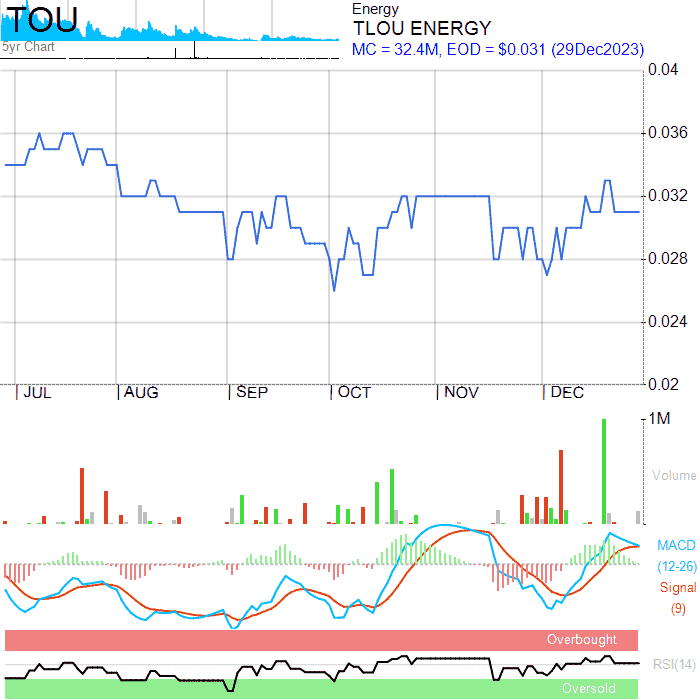 TOU
5yr Chart
Energy
TLOU ENERGY
MC = 32.4M, EOD = $0.031 (29Dec2023)
0.04
0.036
0.032
0.028
0.024
0.02
JUL AUG SEP OCT NOV DEC
1M
Volume
MACD
(12-26)
Signal
(9)
Overbought
RSI(14)
Oversold